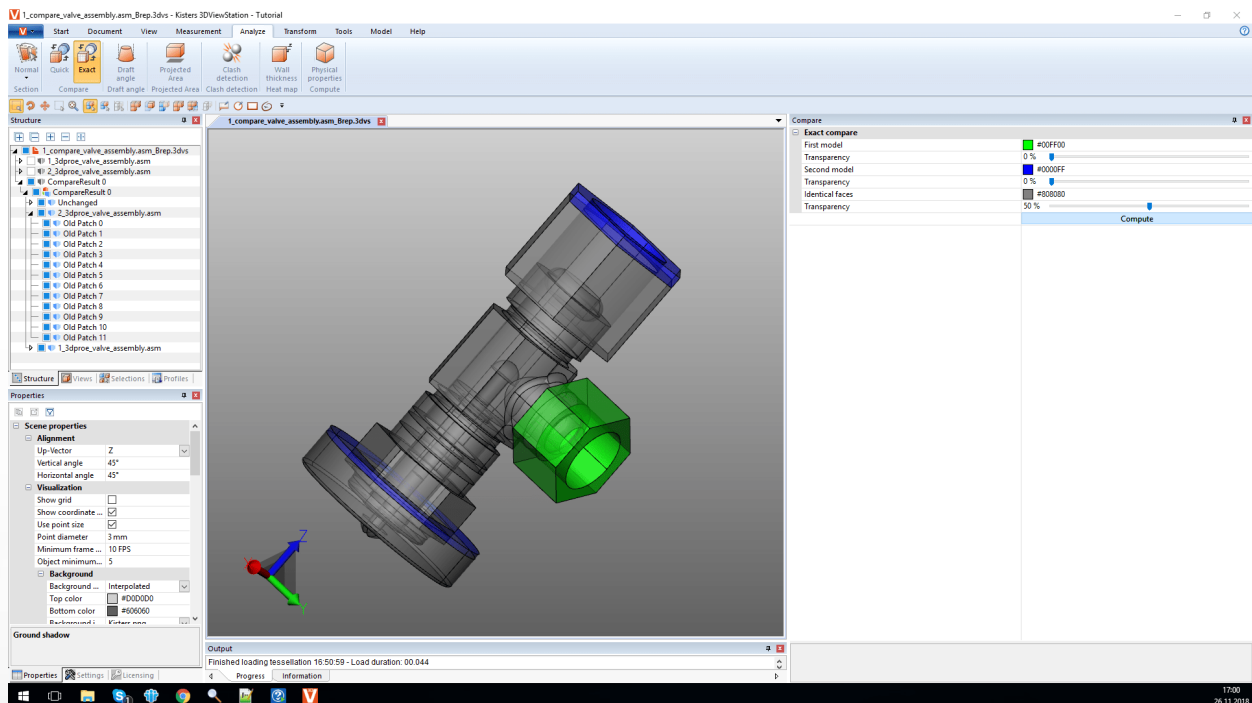 1_compare_valve_assembly.asm_Brep.3dvs - Kisters 3DViewStation - Tutorial
V
Start Document View Measurement Analyze Transform Tools Model Help
Normal Quick Exact Draft angle Projected Area Clash detection Wall thickness Physical properties
Section Compare Draft angle Projected Area Clash detection Heat map Compute
Structure
1_compare_valve_assembly.asm_Brep.3dvs
1_3dproe_valve_assembly.asm
2_3dproe_valve_assembly.asm
CompareResult 0
CompareResult 0
Unchanged
2_3dproe_valve_assembly.asm
Old Patch 0
Old Patch 1
Old Patch 2
Old Patch 3
Old Patch 4
Old Patch 5
Old Patch 6
Old Patch 7
Old Patch 8
Old Patch 9
Old Patch 10
Old Patch 11
1_3dproe_valve_assembly.asm
Structure Views Selections Profiles
Properties
Scene properties
Alignment
Up-Vector Z
Vertical angle 45°
Horizontal angle 45°
Visualization
Show grid
Show coordinate ...
Use point size
Point diameter 3 mm
Minimum frame ... 10 FPS
Object minimum... 5
Background
Background ... Interpolated
Top color #D0D0D0
Bottom color #606060
Background i... Kisters.png
Ground shadow
Properties Settings Licensing
1_compare_valve_assembly.asm_Brep.3dvs
Z
Y
Output
Finished loading tessellation 16:50:59 - Load duration: 00.044
Progress Information
Compare
Exact compare
First model #00FF00
Transparency 0 %
Second model #0000FF
Transparency 0 %
Identical faces #808080
Transparency 50 %
Compute
17:00
26.11.2018